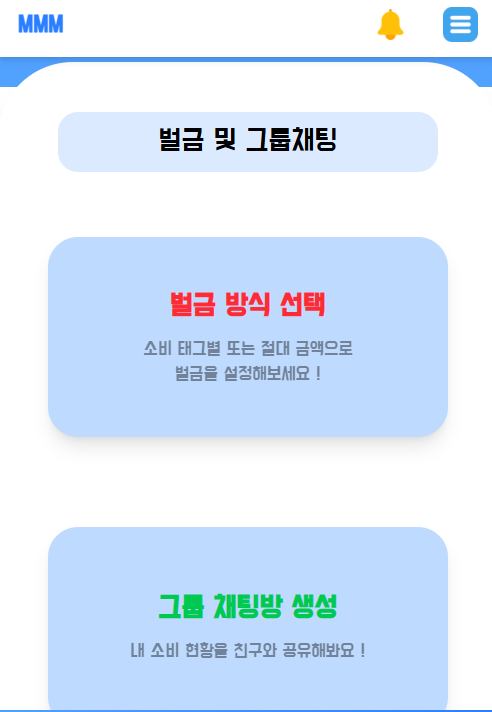 MMM
벌금 및 그룹채팅
벌금 방식 선택
소비 태그별 또는 절대 금액으로
벌금을 설정해보세요 !
그룹 채팅방 생성
내 소비 현황을 친구와 공유해봐요 !